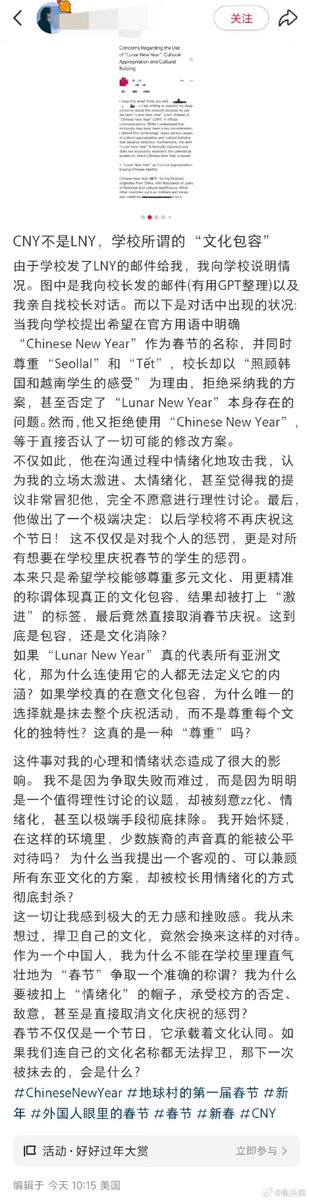 关注
Concerns Regarding the Use
of "Lunar New Year": Cultural
Appropriation and Cultural
Bullying
CNY不是LNY，学校所谓的“文化包容”
由于学校发了LNY的邮件给我，我向学校说明情
况。图中是我向校长发的邮件(有用GPT整理)以及
我亲自找校长对话。而以下是对话中出现的状况:
当我向学校提出希望在官方用语中明确
“Chinese New Year”作为春节的名称，并同时
尊重“Seollal”和“Tết”，校长却以“照顾韩
国和越南学生的感受”为理由，拒绝采纳我的方
案，甚至否定了“Lunar New Year”本身存在的
问题。然而,他又拒绝使用“Chinese New Year”,
等于直接否认了一切可能的修改方案。
不仅如此，他在沟通过程中情绪化地攻击我，认
为我的立场太激进、太情绪化，甚至觉得我的提
议非常冒犯他，完全不愿意进行理性讨论。最后，
他做出了一个极端决定：以后学校将不再庆祝这
个节日！ 这不仅仅是对我个人的惩罚，更是对所
有想要在学校里庆祝春节的学生的惩罚。
本来只是希望学校能够尊重多元文化、用更精准
的称谓体现真正的文化包容，结果却被打上“激
进”的标签，最后竟然直接取消春节庆祝。这到
底是包容，还是文化消除？
如果“Lunar New Year”真的代表所有亚洲文
化，那为什么连使用它的人都无法定义它的内
涵？如果学校真的在意文化包容，为什么唯一的
选择就是抹去整个庆祝活动，而不是尊重每个文
化的独特性？这真的是一种“尊重”吗？
这件事对我的心理和情绪状态造成了很大的影
响。 我不是因为争取失败而难过，而是因为明明
是一个值得理性讨论的议题，却被刻意zz化、情
绪化，甚至以极端手段彻底抹除。 我开始怀疑，
在这样的环境里，少数族裔的声音真的能被公平
对待吗？ 为什么当我提出一个客观的、可以兼顾
所有东亚文化的方案，却被校长用情绪化的方式
彻底封杀？
这一切让我感到极大的无力感和挫败感。我从未
想过，捍卫自己的文化，竟然会换来这样的对待。
作为一个中国人，我为什么不能在学校里理直气
壮地为“春节”争取一个准确的称谓？我为什么
要被扣上“情绪化”的帽子，承受校方的否定、
敌意，甚至是直接取消文化庆祝的惩罚？
春节不仅仅是一个节日，它承载着文化认同。如
果我们连自己的文化名称都无法捍卫，那下一次
被抹去的，会是什么？
#ChineseNewYear #地球村的第一届春节 #新
年 #外国人眼里的春节 #春节 #新春 #CNY
活动·好好过年大赏 立即参与 >
编辑于 今天 10:15 美国